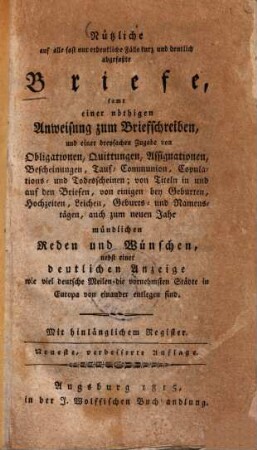 Nützliche
auf alle fast nur erdenkliche Fälle kurz und deutlich
abgefaßte
Briefe,
samt
einer nöthigen
Anweisung zum Briefschreiben,
und einer dreyfachen Zugabe von
Obligationen, Quittungen, Assignationen,
Bescheinungen, Tauf- Communion, Copula-
tions- und Todesscheinen; von Titeln in
und auf den Briefen, von einigen bey Geburten,
Hochzeiten, Leichen, Geburts- und Namens-
tägen, auch zum neuen Jahr
mündlichen
Reden und Wünschen,
nebst einer
deutlichen Anzeige
wie viel deutsche Meilen die vornehmsten Städte in
Europa von einander entlegen sind.
Mit hinlänglichem Register.
Neueste, verbesserte Auflage.
Augsburg 1815,
in der J. Wolffischen Buchhandlung.